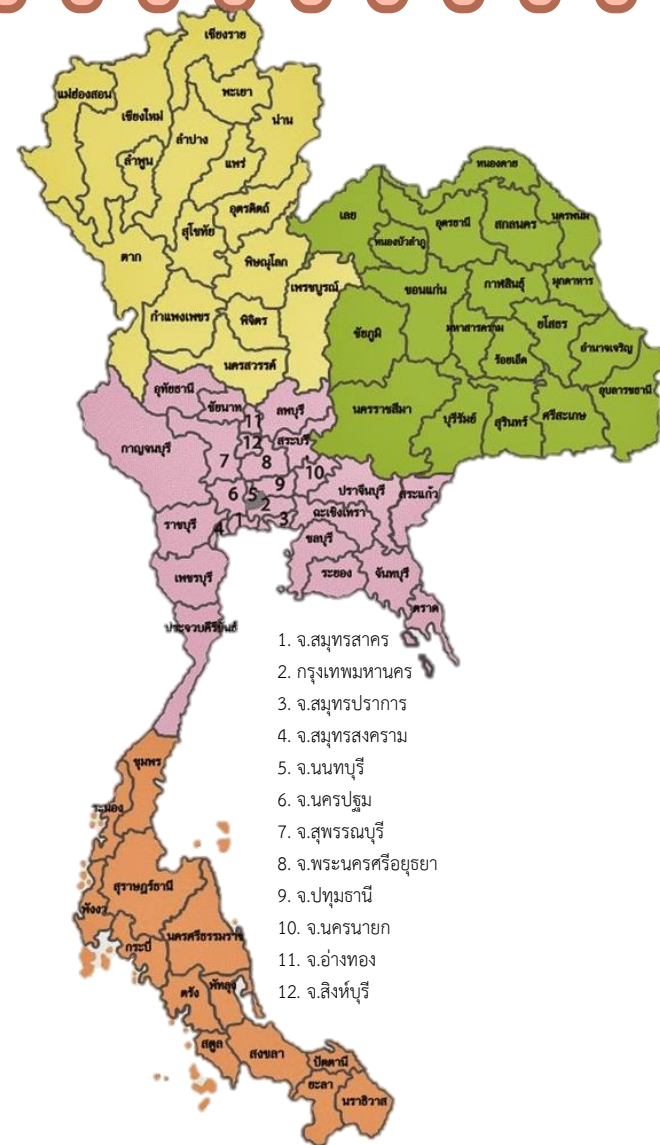 เชียงราย
แม่ฮ่องสอน
พะเยา
เชียงใหม่
น่าน
ลำปาง
ลำพูน
แพร่
อุตรดิตถ์
สุโขทัย
ตาก
พิษณุโลก
เพชรบูรณ์
กำแพงเพชร
พิจิตร
นครสวรรค์
หนองคาย
เลย
อุดรธานี
สกลนคร
นครพนม
หนองบัวลำภู
ขอนแก่น
กาฬสินธุ์
มุกดาหาร
ชัยภูมิ
มหาสารคาม
ยโสธร
ร้อยเอ็ด
อำนาจเจริญ
อุบลราชธานี
นครราชสีมา
บุรีรัมย์
สุรินทร์
ศรีสะเกษ
อุทัยธานี
ชัยนาท
ลพบุรี
11
12
สระบุรี
กาญจนบุรี
7
8
10
9
6
5
2
ปราจีนบุรี
สระแก้ว
ฉะเชิงเทรา
ราชบุรี
4
1
3
ชลบุรี
เพชรบุรี
ระยอง
จันทบุรี
ตราด
ประจวบคีรีขันธ์
1. จ.สมุทรสาคร
2. กรุงเทพมหานคร
3. จ.สมุทรปราการ
4. จ.สมุทรสงคราม
5. จ.นนทบุรี
6. จ.นครปฐม
7. จ.สุพรรณบุรี
8. จ.พระนครศรีอยุธยา
9. จ.ปทุมธานี
10. จ.นครนายก
11. จ.อ่างทอง
12. จ.สิงห์บุรี
ชุมพร
ระนอง
สุราษฎร์ธานี
พังงา
นครศรีธรรมราช
กระบี่
ตรัง
พัทลุง
สตูล
สงขลา
ปัตตานี
ยะลา
นราธิวาส